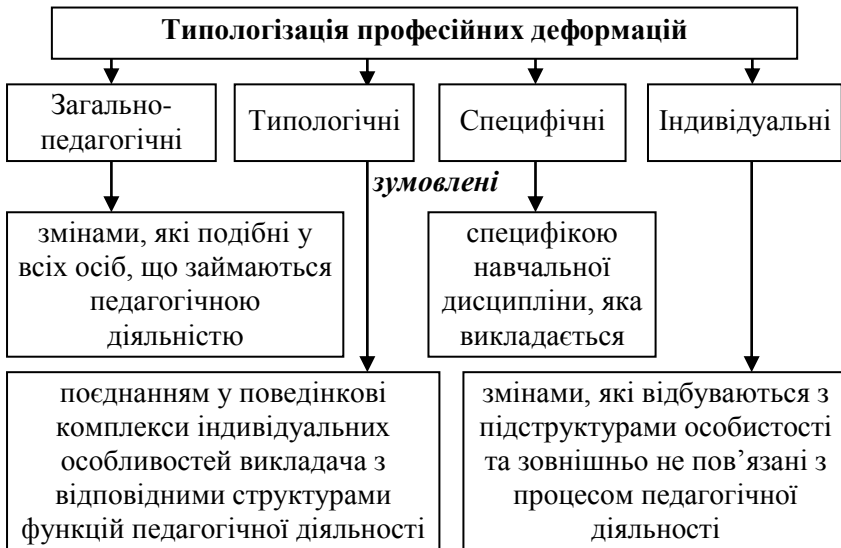 Типологізація професійних деформацій
Загально-
педагогічні
Типологічні
Специфічні
Індивідуальні
зумовлені
змінами, які подібні у
всіх осіб, що займаються
педагогічною
діяльністю
специфікою
навчальної
дисципліни, яка
викладається
поєднанням у поведінкові
комплекси індивідуальних
особливостей викладача з
відповідними структурами
функцій педагогічної діяльності
змінами, які відбуваються з
підструктурами особистості
та зовнішньо не пов’язані з
процесом педагогічної
діяльності